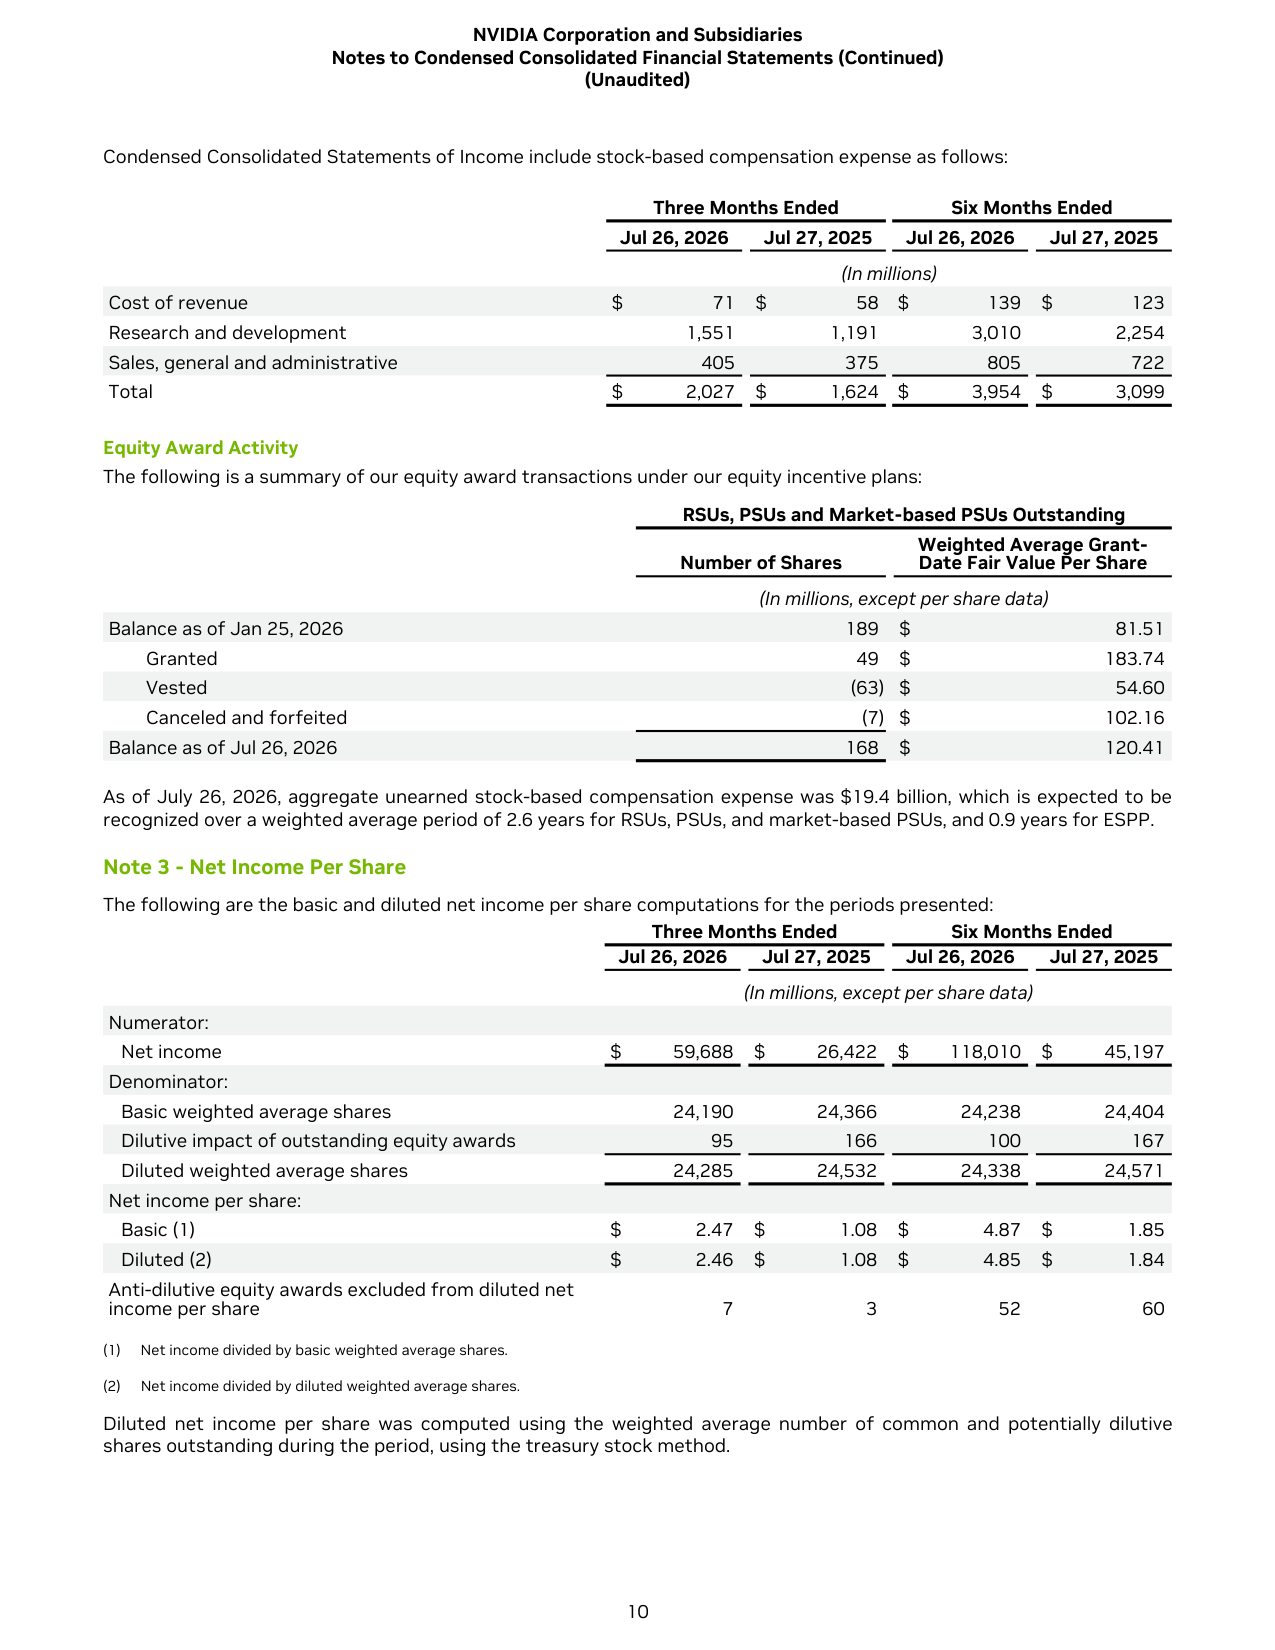 NVIDIA Corporation and Subsidiaries
Notes to Condensed Consolidated Financial Statements (Continued)
(Unaudited)
Condensed Consolidated Statements of Income include stock-based compensation expense as follows:
Three Months Ended Six Months Ended
Jul 26, 2026 Jul 27, 2025 Jul 26, 2026 Jul 27, 2025
(In millions)
Cost of revenue $ 71 $ 58 $ 139 $ 123
Research and development 1,551 1,191 3,010 2,254
Sales, general and administrative 405 375 805 722
Total $ 2,027 $ 1,624 $ 3,954 $ 3,099
Equity Award Activity
The following is a summary of our equity award transactions under our equity incentive plans:
RSUs, PSUs and Market-based PSUs Outstanding
Number of Shares Weighted Average Grant-
Date Fair Value Per Share
(In millions, except per share data)
Balance as of Jan 25, 2026 189 $ 81.51
Granted 49 $ 183.74
Vested (63) $ 54.60
Canceled and forfeited (7) $ 102.16
Balance as of Jul 26, 2026 168 $ 120.41
As of July 26, 2026, aggregate unearned stock-based compensation expense was $19.4 billion, which is expected to be
recognized over a weighted average period of 2.6 years for RSUs, PSUs, and market-based PSUs, and 0.9 years for ESPP.
Note 3 - Net Income Per Share
The following are the basic and diluted net income per share computations for the periods presented:
Three Months Ended Six Months Ended
Jul 26, 2026 Jul 27, 2025 Jul 26, 2026 Jul 27, 2025
(In millions, except per share data)
Numerator:
Net income $ 59,688 $ 26,422 $ 118,010 $ 45,197
Denominator:
Basic weighted average shares 24,190 24,366 24,238 24,404
Dilutive impact of outstanding equity awards 95 166 100 167
Diluted weighted average shares 24,285 24,532 24,338 24,571
Net income per share:
Basic (1) $ 2.47 $ 1.08 $ 4.87 $ 1.85
Diluted (2) $ 2.46 $ 1.08 $ 4.85 $ 1.84
Anti-dilutive equity awards excluded from diluted net
income per share 7 3 52 60
(1) Net income divided by basic weighted average shares.
(2) Net income divided by diluted weighted average shares.
Diluted net income per share was computed using the weighted average number of common and potentially dilutive
shares outstanding during the period, using the treasury stock method.
10